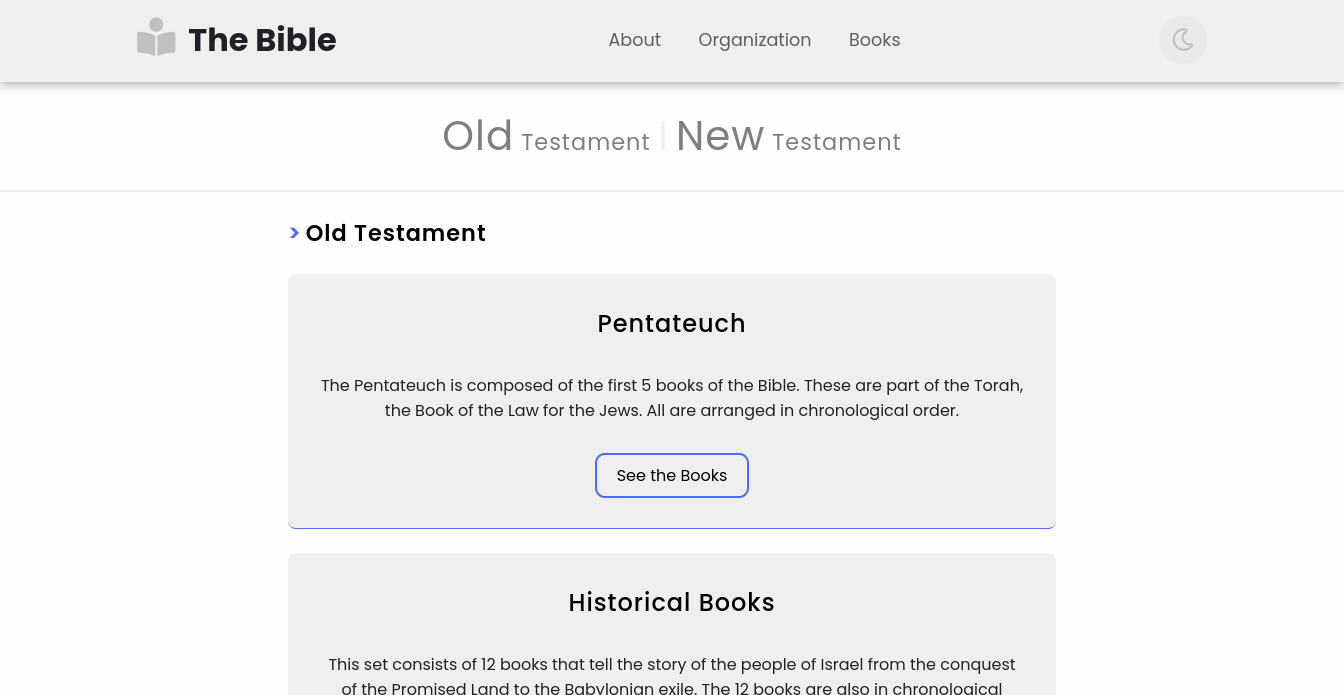 The Bible
About Organization Books
Old Testament | New Testament
> Old Testament
Pentateuch
The Pentateuch is composed of the first 5 books of the Bible. These are part of the Torah,
the Book of the Law for the Jews. All are arranged in chronological order.
See the Books
Historical Books
This set consists of 12 books that tell the story of the people of Israel from the conquest
of the Promised Land to the Babylonian exile. The 12 books are also in chronological